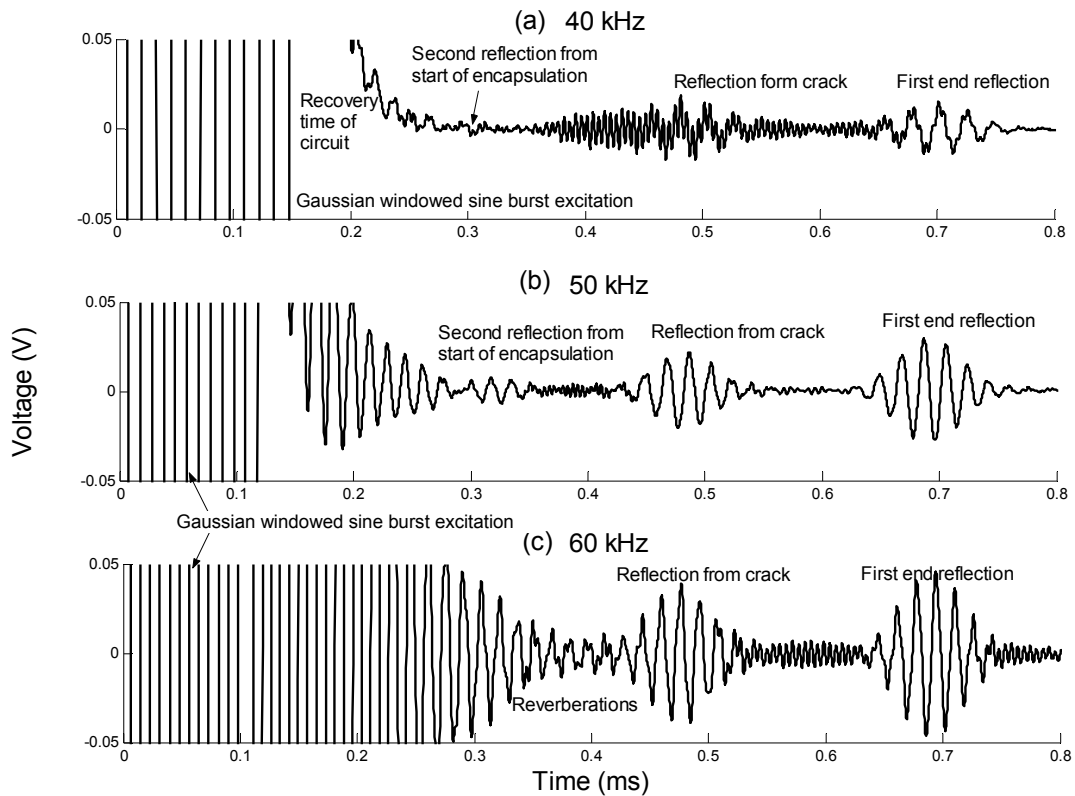 (a) 40 kHz
0.05
0
-0.05
Second reflection from
start of encapsulation
Reflection form crack
First end reflection
Recovery
time of
circuit
Gaussian windowed sine burst excitation
0 0.1 0.2 0.3 0.4 0.5 0.6 0.7 0.8
(b) 50 kHz
0.05
0
-0.05
Second reflection from
start of encapsulation
Reflection from crack
First end reflection
0 0.1 0.2 0.3 0.4 0.5 0.6 0.7 0.8
Voltage (V)
Gaussian windowed sine burst excitation
(c) 60 kHz
0.05
0
-0.05
Reflection from crack
First end reflection
Reverberations
0 0.1 0.2 0.3 0.4 0.5 0.6 0.7 0.8
Time (ms)